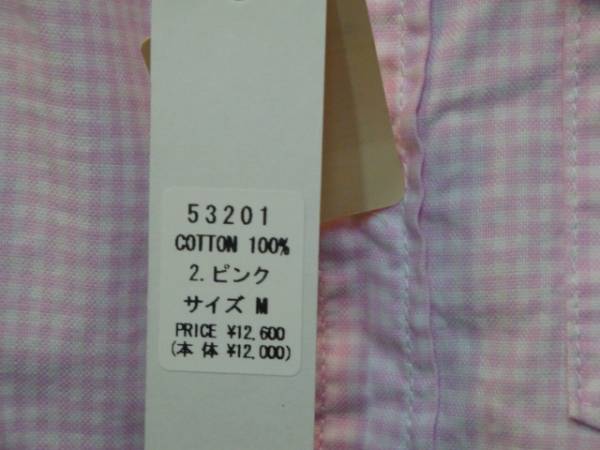 53201
COTTON 100%
2.ピンク
サイズ M
PRICE ¥12,600
(本 体 ¥12,000)